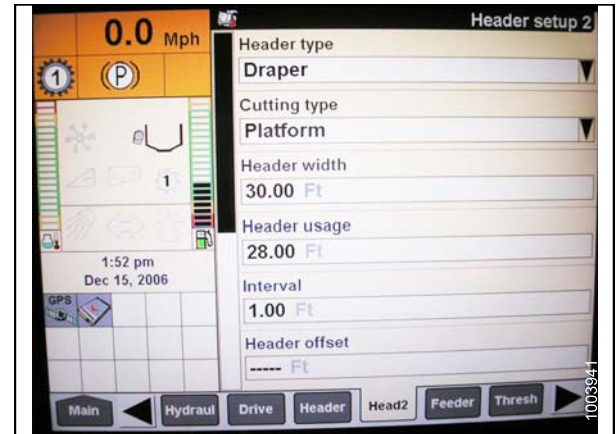 0.0 Mph
Header setup 2
1
(P)
Header type
Draper
Cutting type
Platform
Header width
30.00 Ft
Header usage
28.00 Ft
Interval
1.00 Ft
Header offset
----- Ft
1
1:52 pm
Dec 15, 2006
GPS
Main
Hydraul
Drive
Header
Head2
Feeder
Thresh
1003941